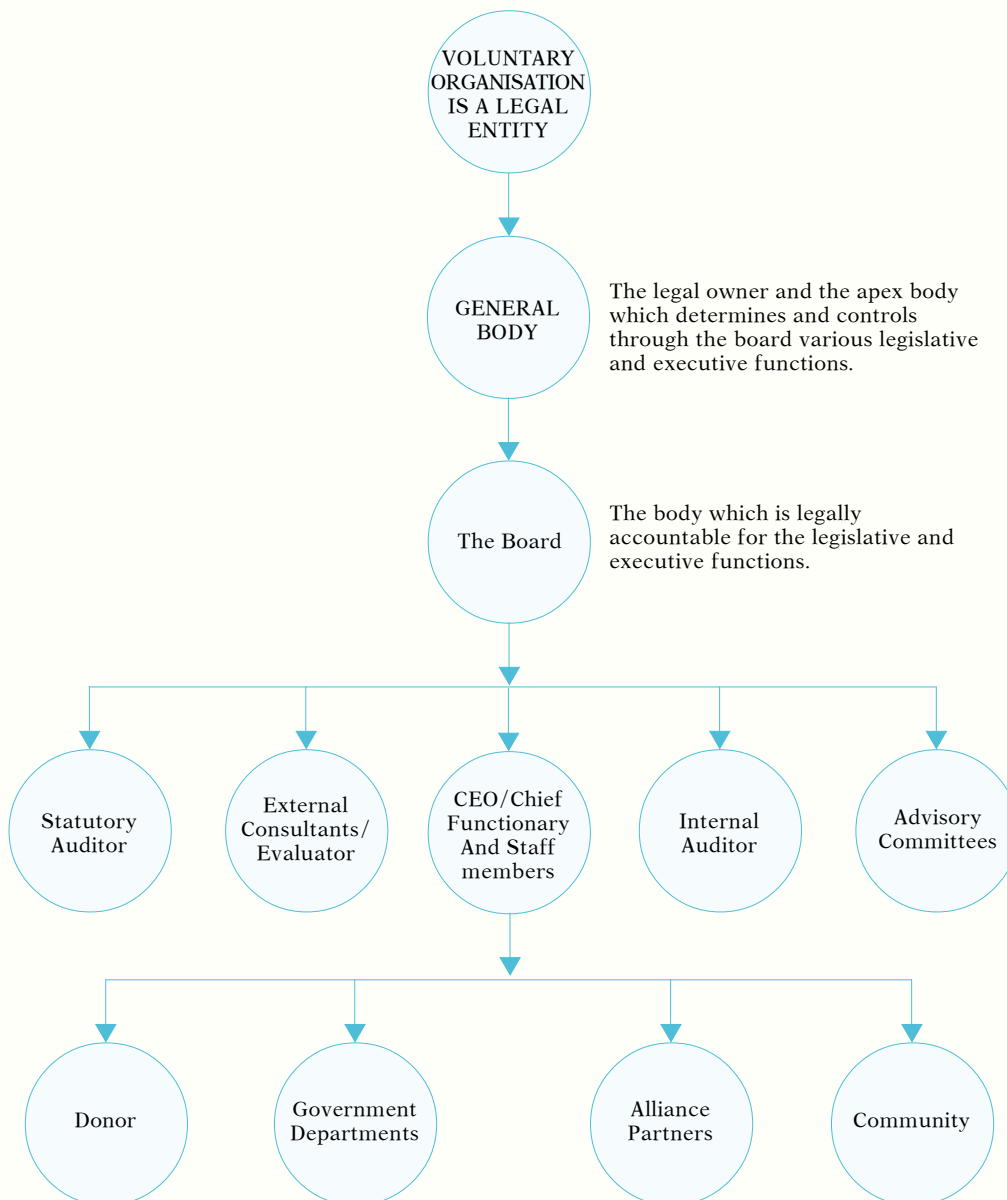 VOLUNTARY
ORGANISATION
IS A LEGAL
ENTITY
GENERAL
BODY
The legal owner and the apex body
which determines and controls
through the board various legislative
and executive functions.
The Board
The body which is legally
accountable for the legislative and
executive functions.
Statutory
Auditor
External
Consultants/
Evaluator
CEO/Chief
Functionary
And Staff
members
Internal
Auditor
Advisory
Committees
Donor
Government
Departments
Alliance
Partners
Community